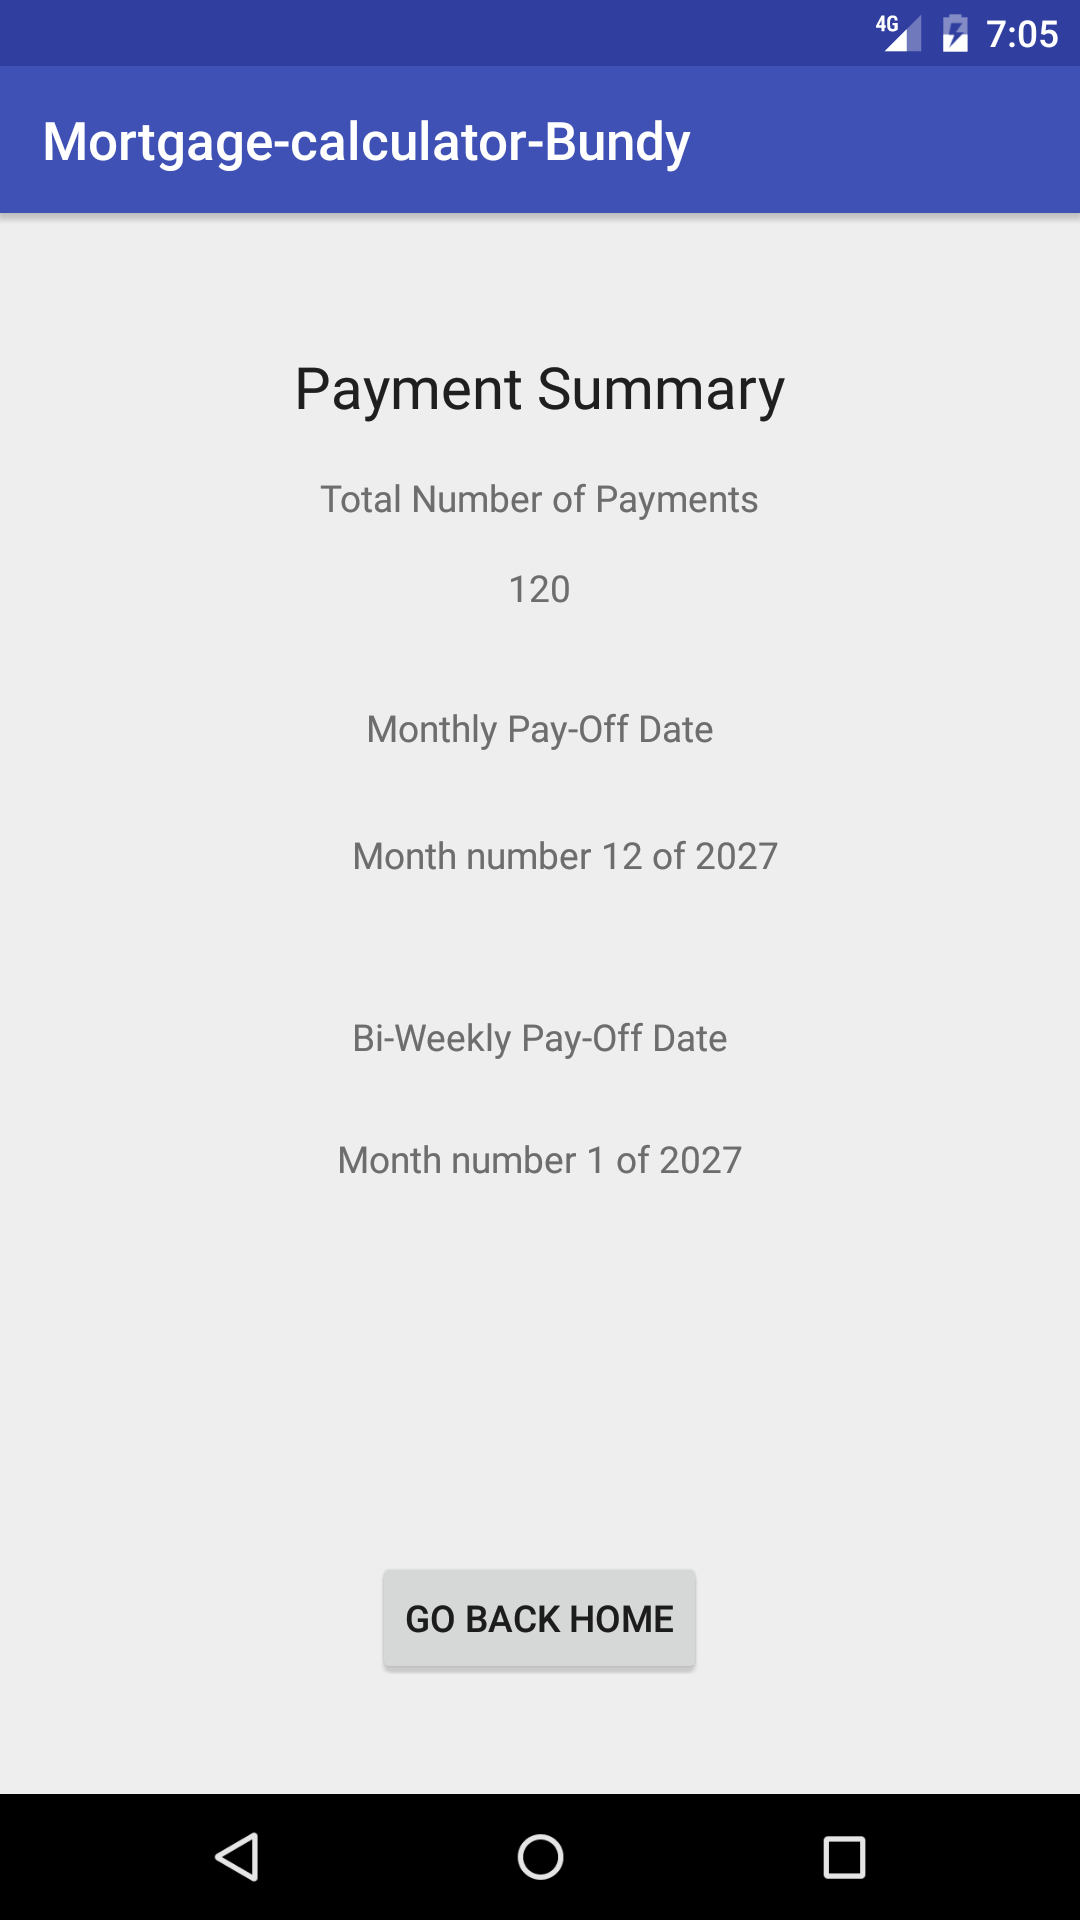 4G 7:05
Mortgage-calculator-Bundy
Payment Summary
Total Number of Payments
120
Monthly Pay-Off Date
Month number 12 of 2027
Bi-Weekly Pay-Off Date
Month number 1 of 2027
GO BACK HOME